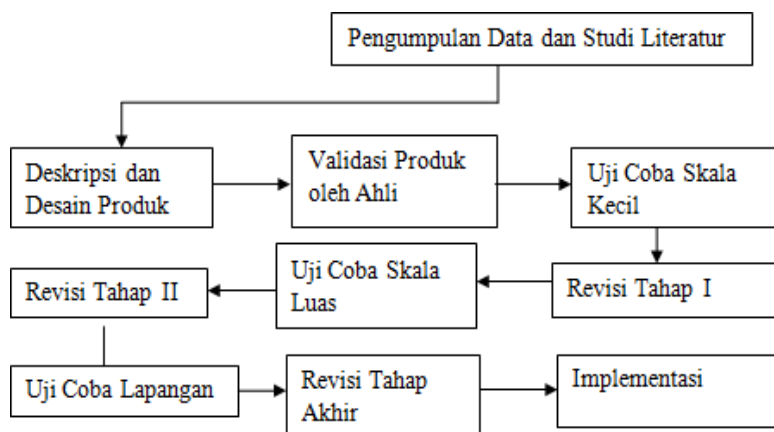 Pengumpulan Data dan Studi Literatur
Deskripsi dan
Desain Produk
Validasi Produk
oleh Ahli
Uji Coba Skala
Kecil
Revisi Tahap I
Uji Coba Skala
Luas
Revisi Tahap II
Uji Coba Lapangan
Revisi Tahap
Akhir
Implementasi